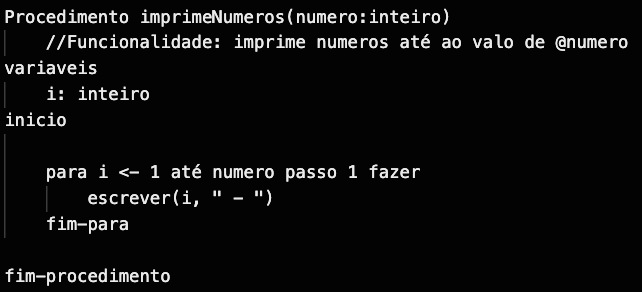 Procedimento imprimeNumeros(numero:inteiro)
//Funcionalidade: imprime numeros até ao valo de @numero
variaveis
i: inteiro
inicio
para i <- 1 até numero passo 1 fazer
escrever(i, " - ")
fim-para
fim-procedimento